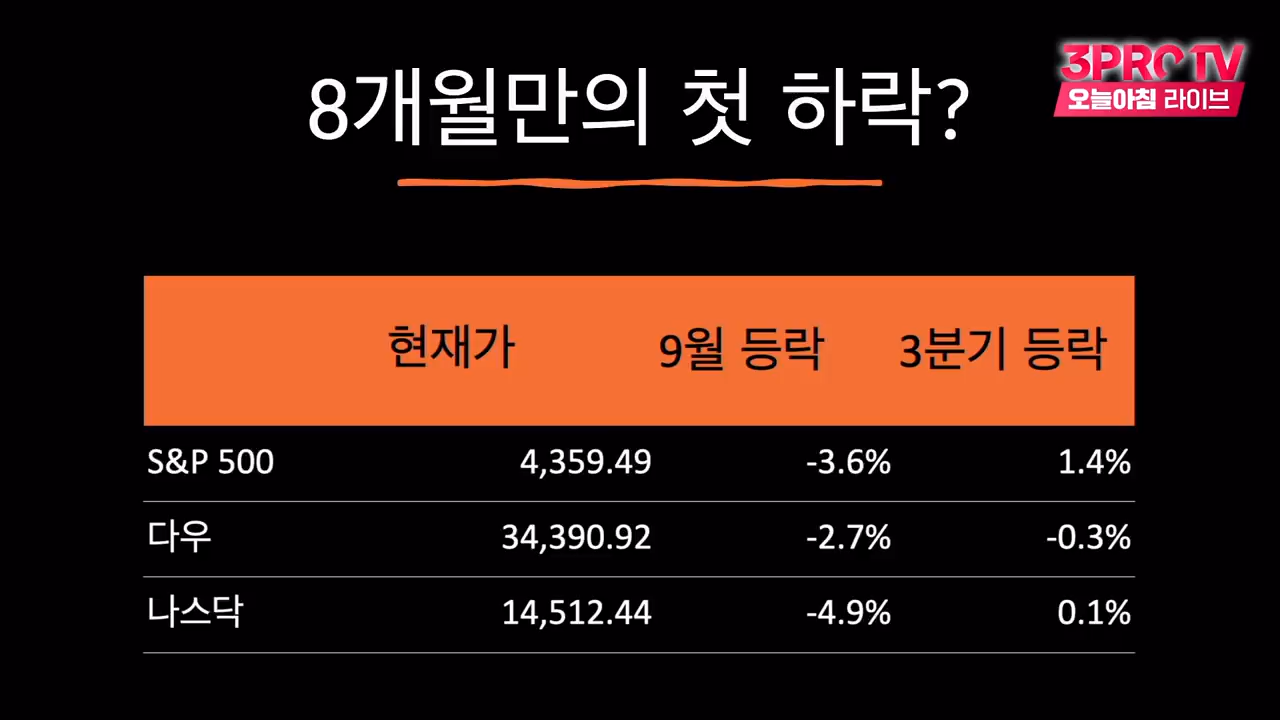 8개월만의 첫 하락?
3PRO TV
오늘아침 라이브
현재가 9월 등락 3분기 등락
S&P 500 4,359.49 -3.6% 1.4%
다우 34,390.92 -2.7% -0.3%
나스닥 14,512.44 -4.9% 0.1%